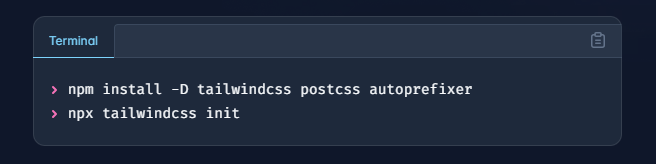 Terminal
› npm install -D tailwindcss postcss autoprefixer
› npx tailwindcss init